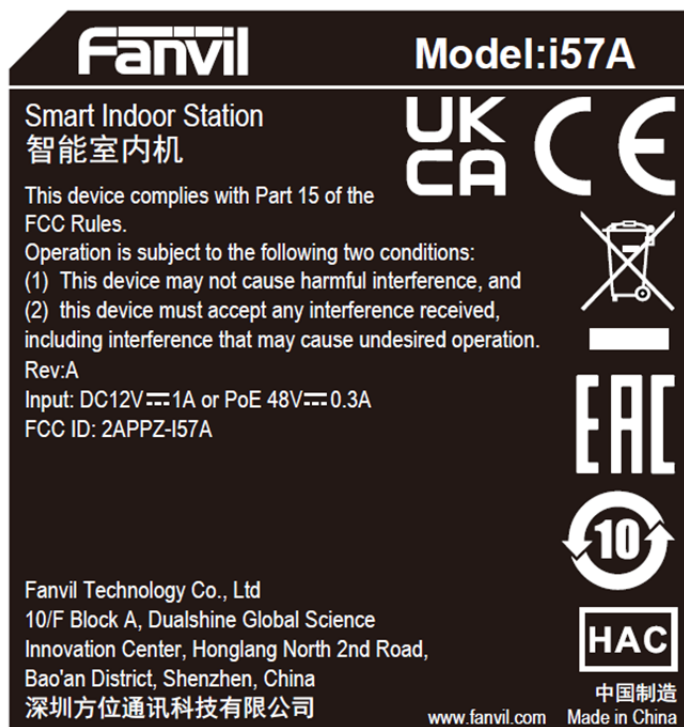 Fanvil Model:i57A
Smart Indoor Station
智能室内机
UK
CA
CE
This device complies with Part 15 of the
FCC Rules.
Operation is subject to the following two conditions:
(1) This device may not cause harmful interference, and
(2) this device must accept any interference received,
including interference that may cause undesired operation.
Rev:A
Input: DC12V⎓1A or PoE 48V⎓0.3A
FCC ID: 2APPZ-I57A
EAC
10
HAC
Fanvil Technology Co., Ltd
10/F Block A, Dualshine Global Science
Innovation Center, Honglang North 2nd Road,
Bao'an District, Shenzhen, China
深圳方位通讯科技有限公司
中国制造
www.fanvil.com Made in China